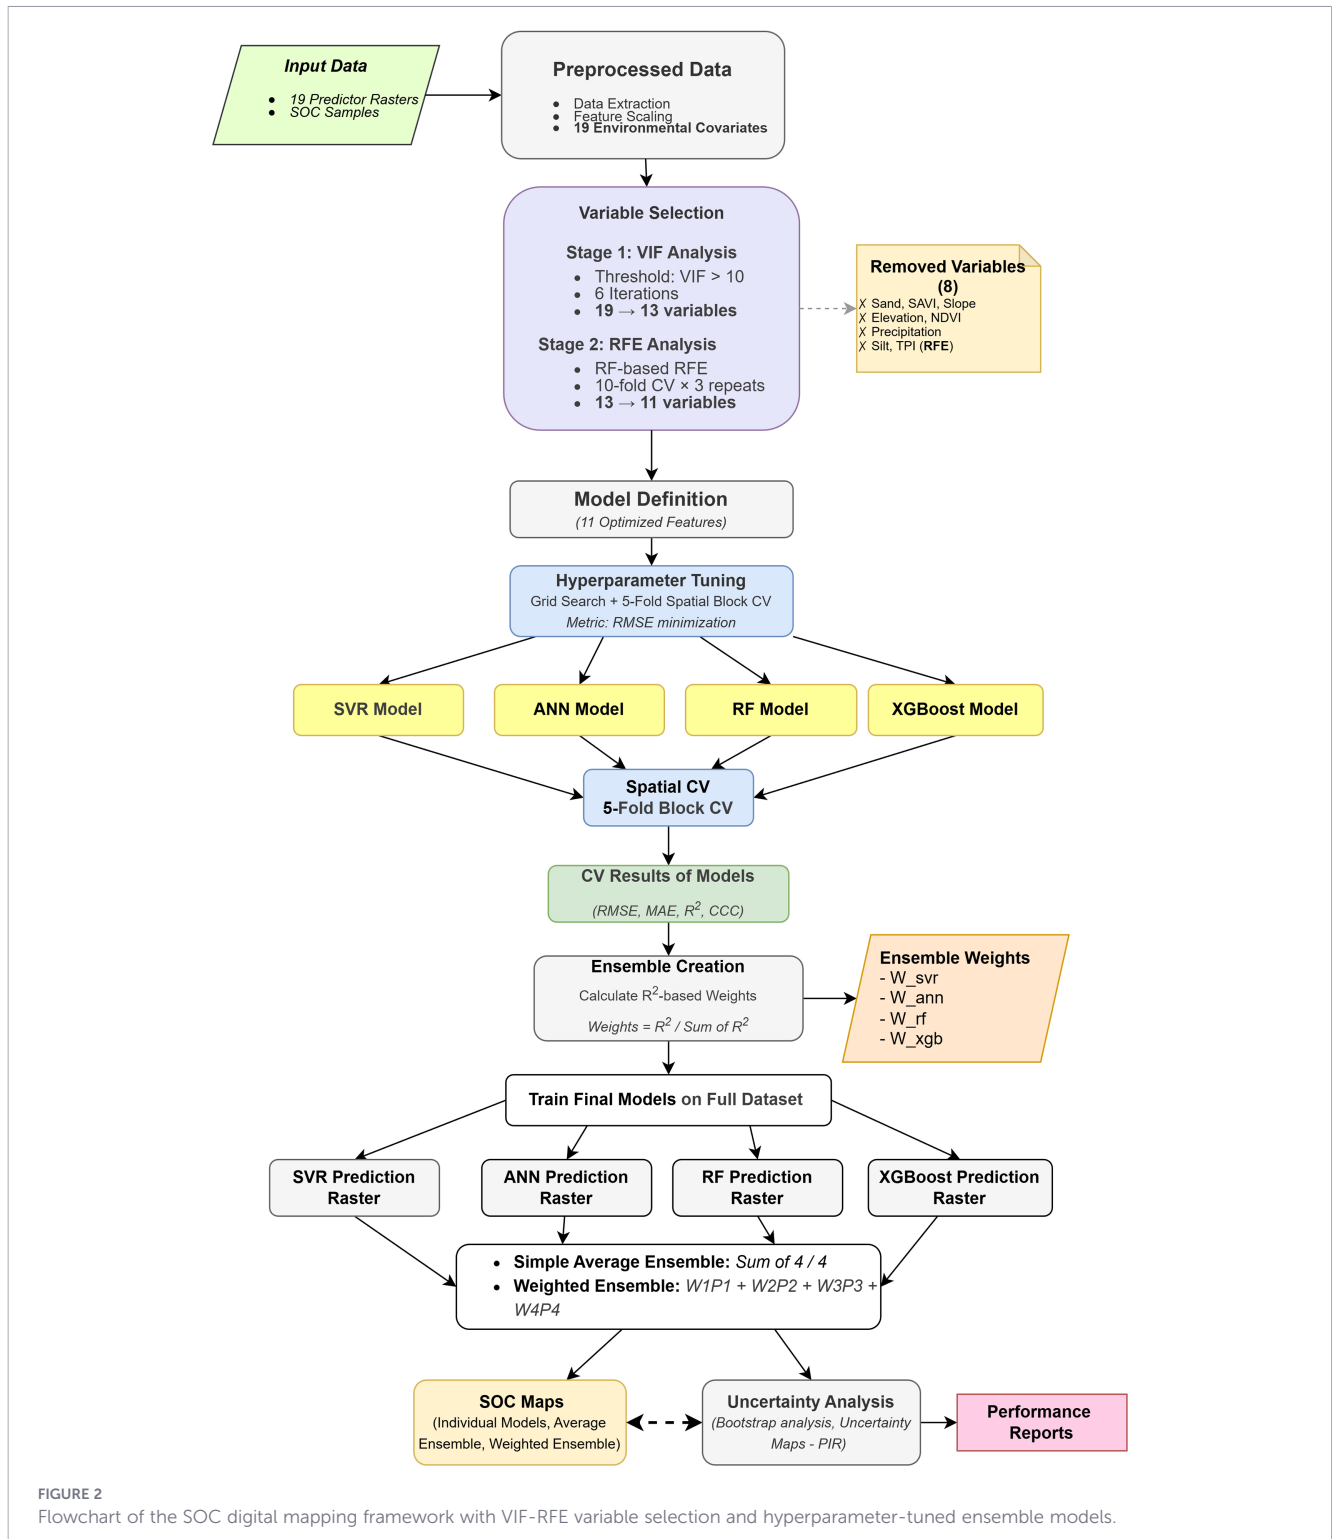 Input Data
● 19 Predictor Rasters
● SOC Samples
Preprocessed Data
● Data Extraction
● Feature Scaling
● 19 Environmental Covariates
Variable Selection
Stage 1: VIF Analysis
• Threshold: VIF > 10
• 6 Iterations
• 19 → 13 variables
Stage 2: RFE Analysis
• RF-based RFE
• 10-fold CV × 3 repeats
• 13 → 11 variables
Removed Variables
(8)
✗ Sand, SAVI, Slope
✗ Elevation, NDVI
✗ Precipitation
✗ Silt, TPI (RFE)
Model Definition
(11 Optimized Features)
Hyperparameter Tuning
Grid Search + 5-Fold Spatial Block CV
Metric: RMSE minimization
SVR Model
ANN Model
RF Model
XGBoost Model
Spatial CV
5-Fold Block CV
CV Results of Models
(RMSE, MAE, R², CCC)
Ensemble Creation
Calculate R²-based Weights
Weights = R² / Sum of R²
Ensemble Weights
- W_svr
- W_ann
- W_rf
- W_xgb
Train Final Models on Full Dataset
SVR Prediction
Raster
ANN Prediction
Raster
RF Prediction
Raster
XGBoost Prediction
Raster
• Simple Average Ensemble: Sum of 4 / 4
• Weighted Ensemble: W1P1 + W2P2 + W3P3 +
W4P4
SOC Maps
(Individual Models, Average
Ensemble, Weighted Ensemble)
Uncertainty Analysis
(Bootstrap analysis, Uncertainty
Maps - PIR)
Performance
Reports
FIGURE 2
Flowchart of the SOC digital mapping framework with VIF-RFE variable selection and hyperparameter-tuned ensemble models.